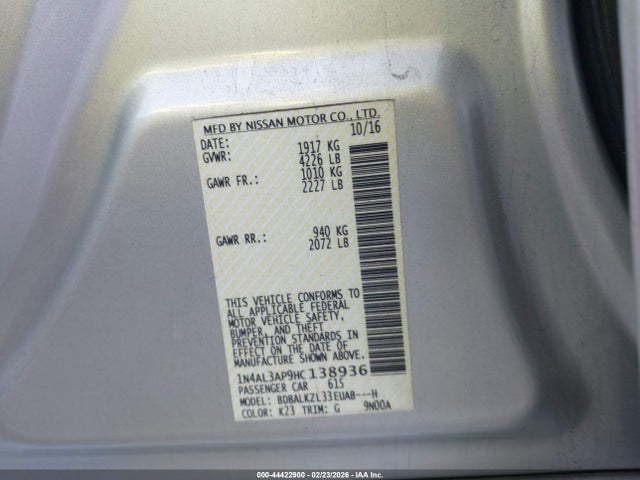 MFD BY NISSAN MOTOR CO., LTD.
DATE: 10/16
GVWR: 1917 KG
4226 LB
GAWR FR.: 1010 KG
2227 LB
GAWR RR.: 940 KG
2072 LB
THIS VEHICLE CONFORMS TO
ALL APPLICABLE FEDERAL
MOTOR VEHICLE SAFETY,
BUMPER, AND THEFT
PREVENTION STANDARDS IN
EFFECT ON THE DATE OF
MANUFACTURE SHOWN ABOVE.
1N4AL3AP9HC138936
PASSENGER CAR 615
MODEL: BDBALKZL33EUAB---H
COLOR: K23 TRIM: G 9N00A
000-44422900 - 02/23/2026 - IAA Inc.